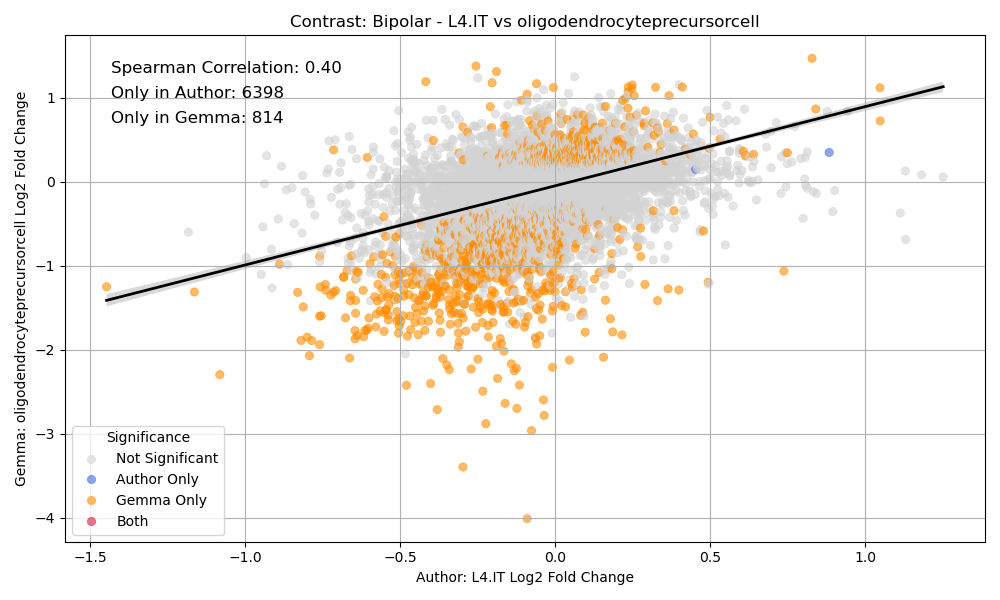 Contrast: Bipolar - L4.IT vs oligodendrocyteprecursorcell
Spearman Correlation: 0.40
Only in Author: 6398
Only in Gemma: 814
Gemma: oligodendrocyteprecursorcell Log2 Fold Change
1
0
−1
−2
−3
−4
Significance
Not Significant
Author Only
Gemma Only
Both
−1.5
−1.0
−0.5
0.0
0.5
1.0
Author: L4.IT Log2 Fold Change